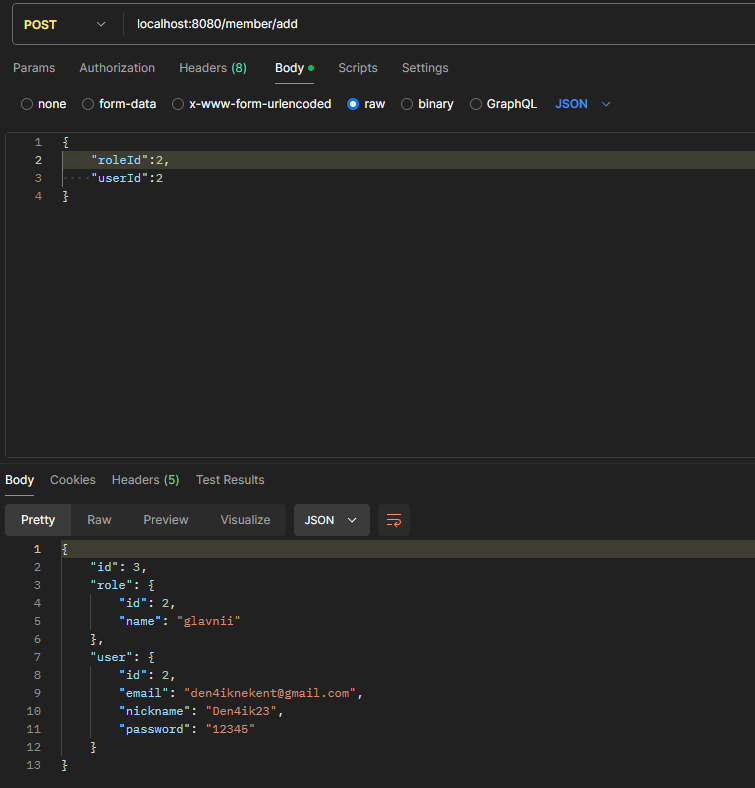 POST localhost:8080/member/add
Params Authorization Headers (8) Body Scripts Settings
none form-data x-www-form-urlencoded raw binary GraphQL JSON
1 {
2 ····"roleId":2,
3 ····"userId":2
4 }
Body Cookies Headers (5) Test Results
Pretty Raw Preview Visualize JSON
1 {
2 "id": 3,
3 "role": {
4 "id": 2,
5 "name": "glavnii"
6 },
7 "user": {
8 "id": 2,
9 "email": "den4iknekent@gmail.com",
10 "nickname": "Den4ik23",
11 "password": "12345"
12 }
13 }